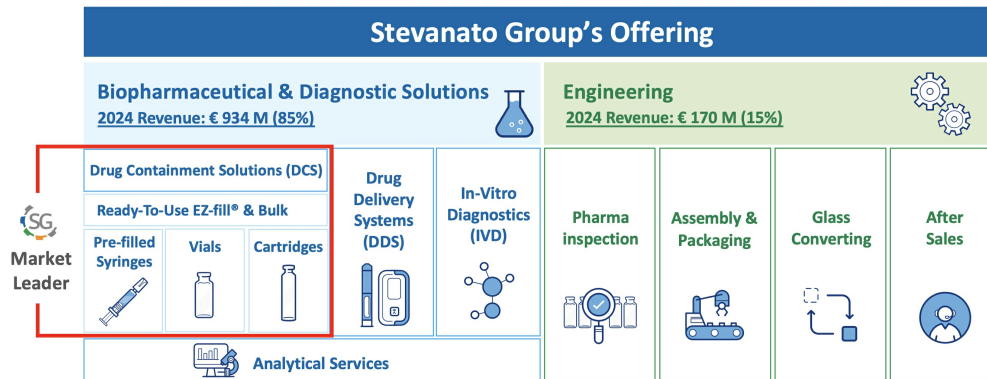 Stevanato Group's Offering
Biopharmaceutical & Diagnostic Solutions
2024 Revenue: € 934 M (85%)
Engineering
2024 Revenue: € 170 M (15%)
SG
Market
Leader
Drug Containment Solutions (DCS)
Ready-To-Use EZ-fill® & Bulk
Pre-filled
Syringes
Vials
Cartridges
Drug
Delivery
Systems
(DDS)
In-Vitro
Diagnostics
(IVD)
Analytical Services
Pharma
inspection
Assembly &
Packaging
Glass
Converting
After
Sales